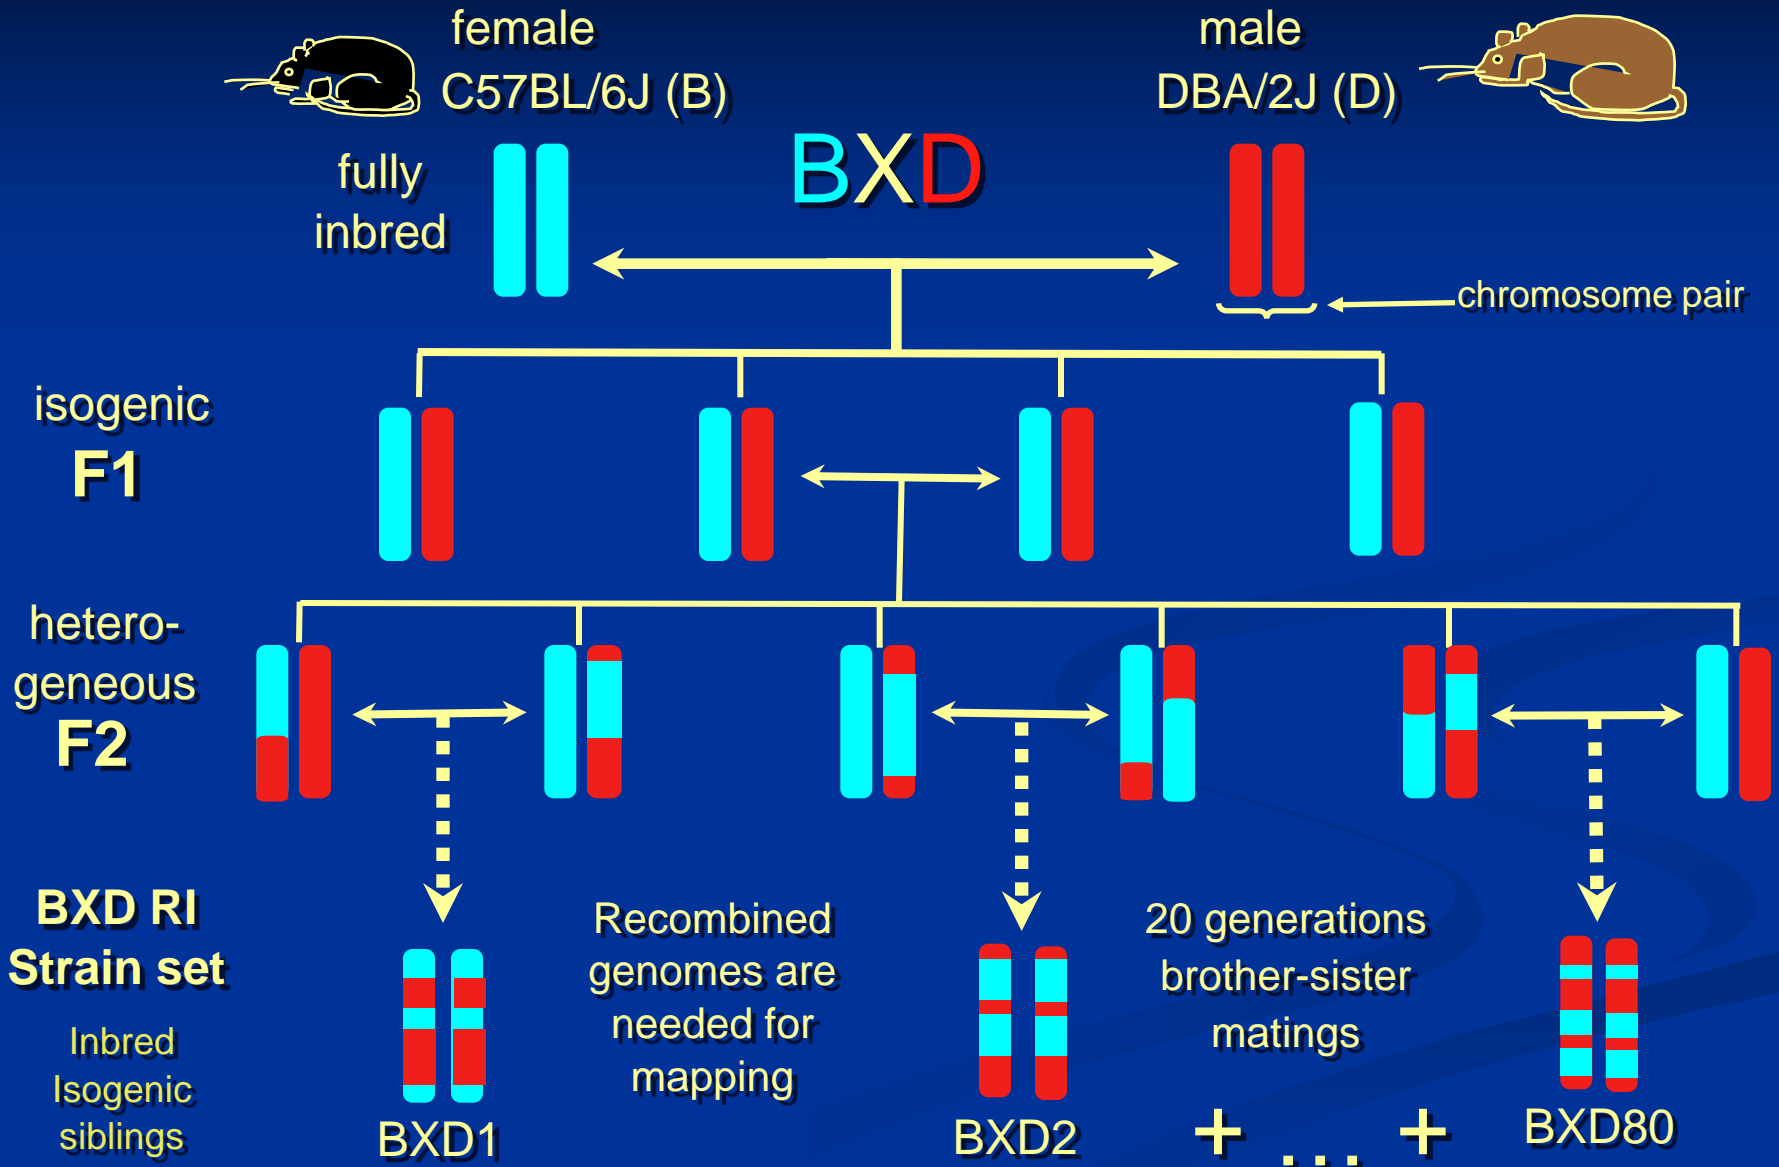 female
C57BL/6J (B)
male
DBA/2J (D)
BXD
fully
inbred
chromosome pair
isogenic
F1
hetero-
geneous
F2
BXD RI
Strain set
Inbred
Isogenic
siblings
BXD1
Recombined
genomes are
needed for
mapping
BXD2
20 generations
brother-sister
matings
+ ... +
BXD80